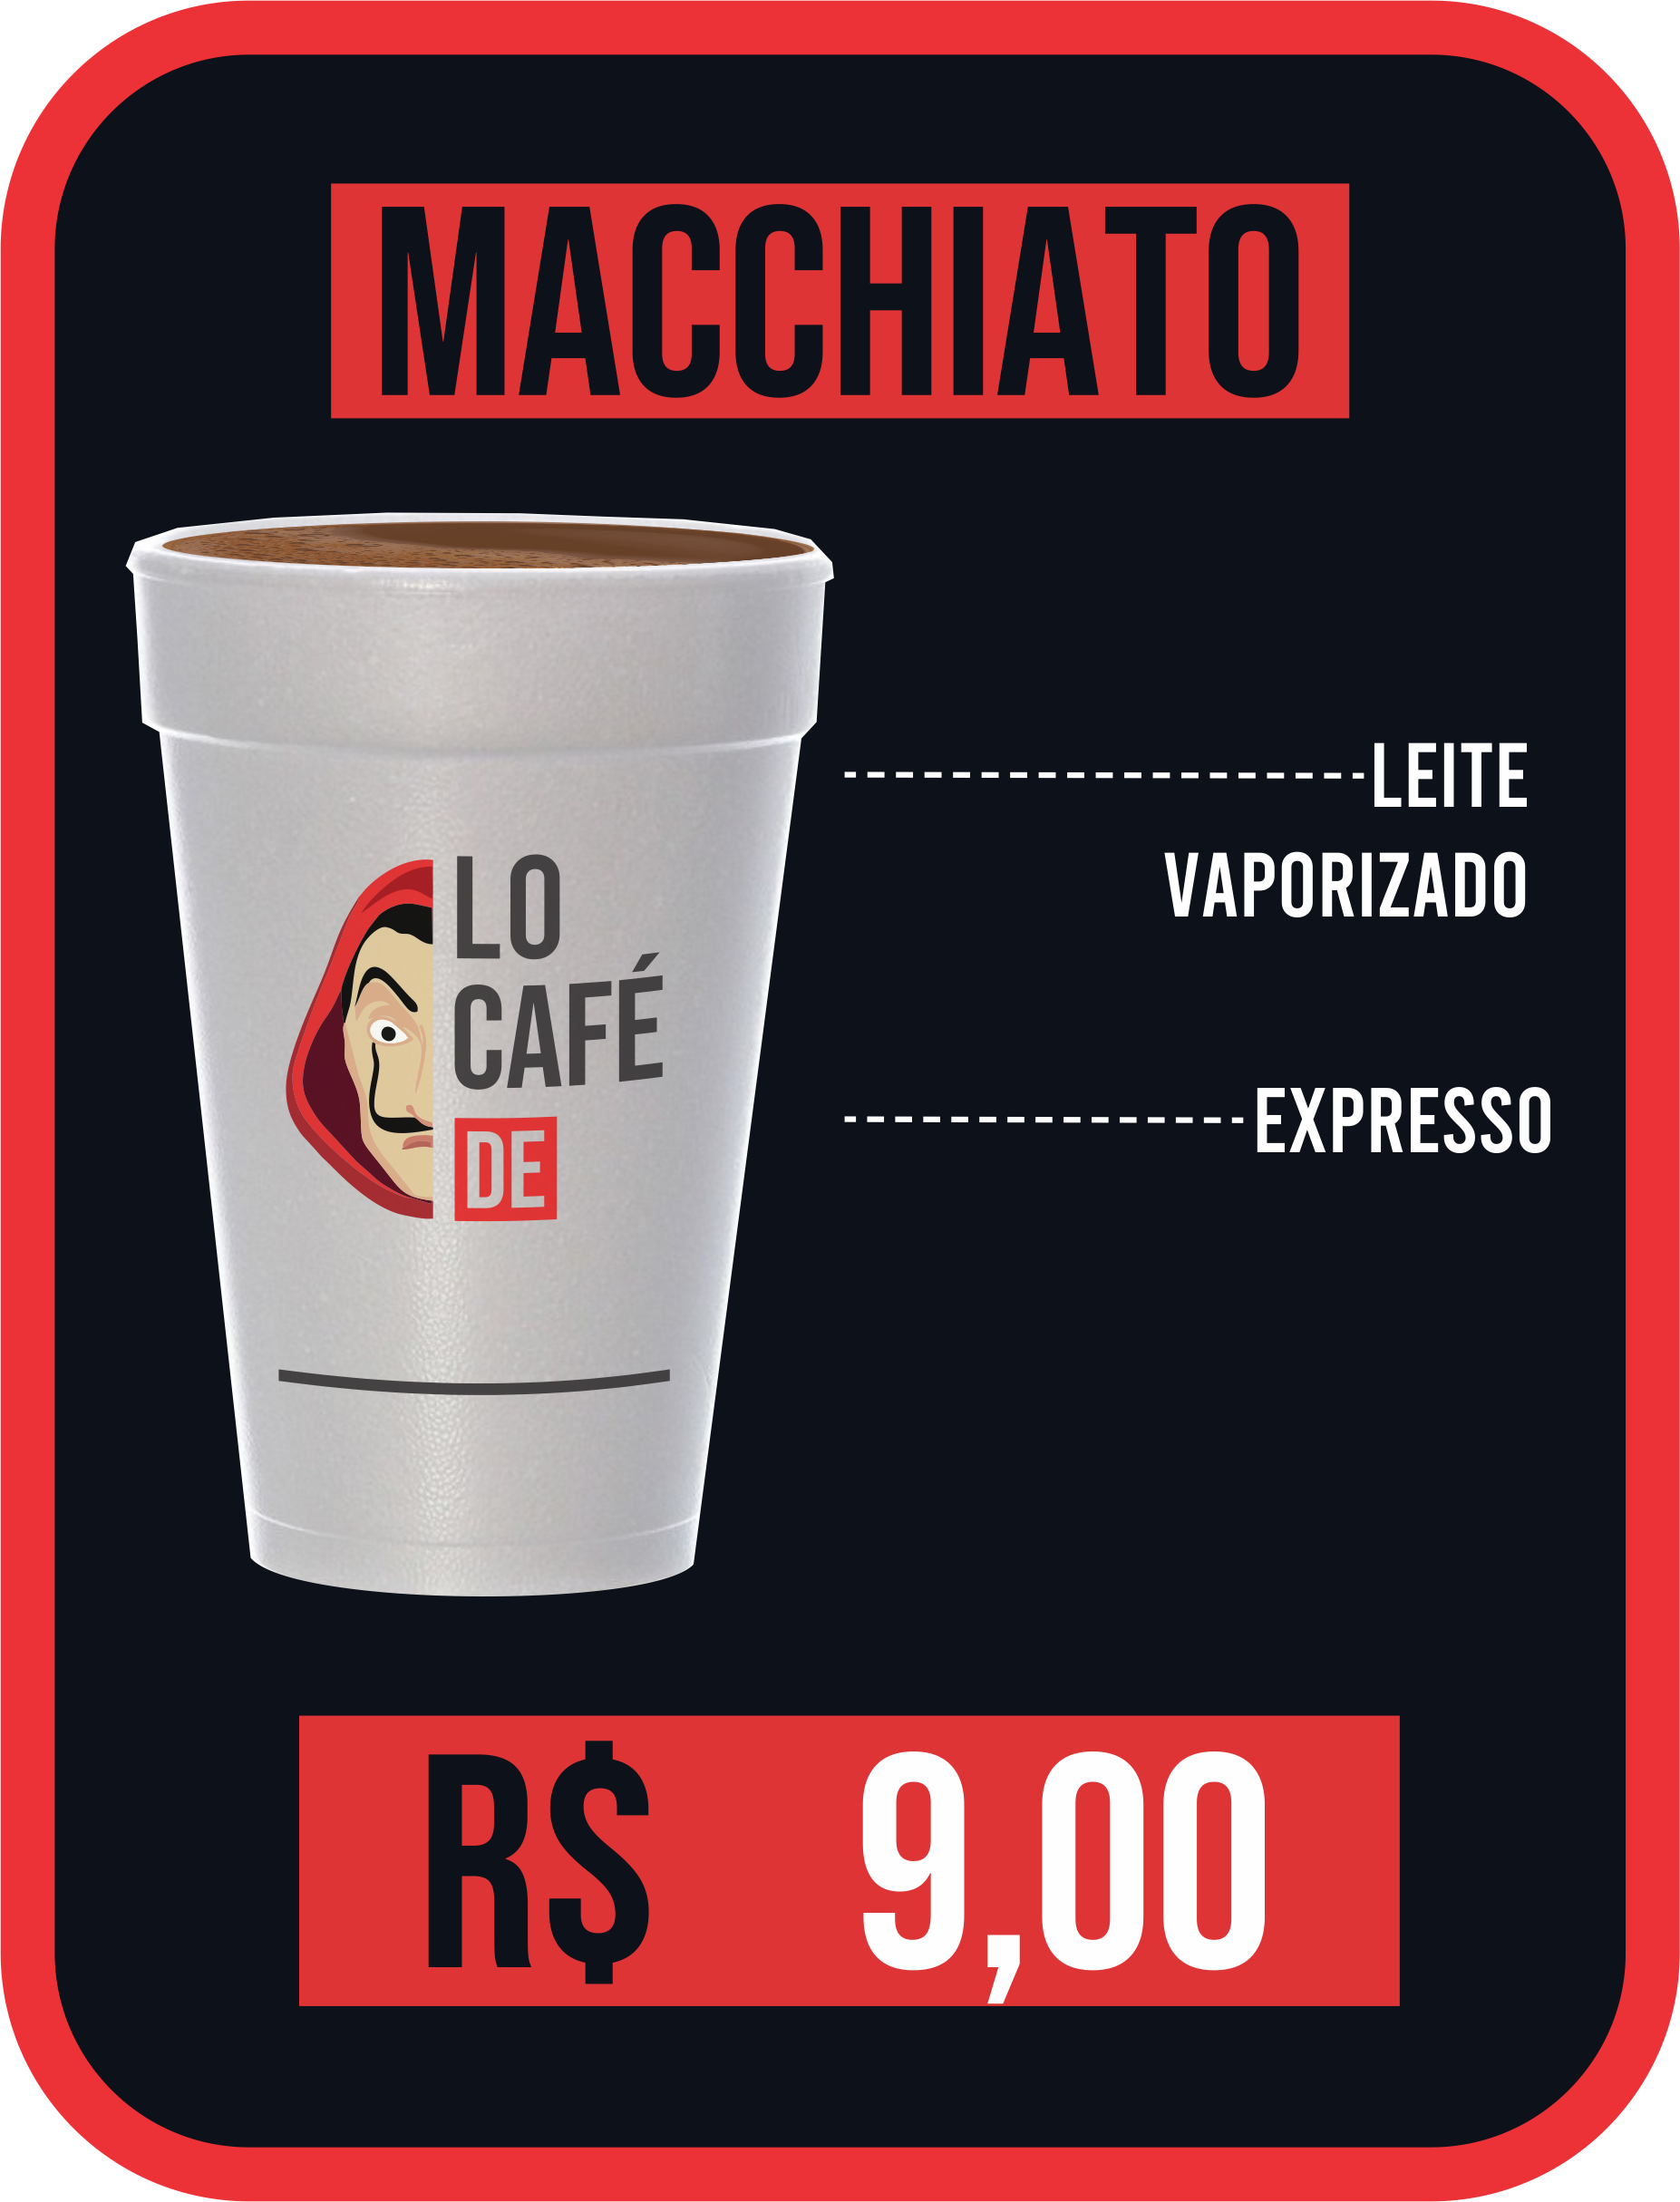 MACCHIATO
LEITE
VAPORIZADO
LO
CAFÉ
DE
EXPRESSO
R$ 9,00